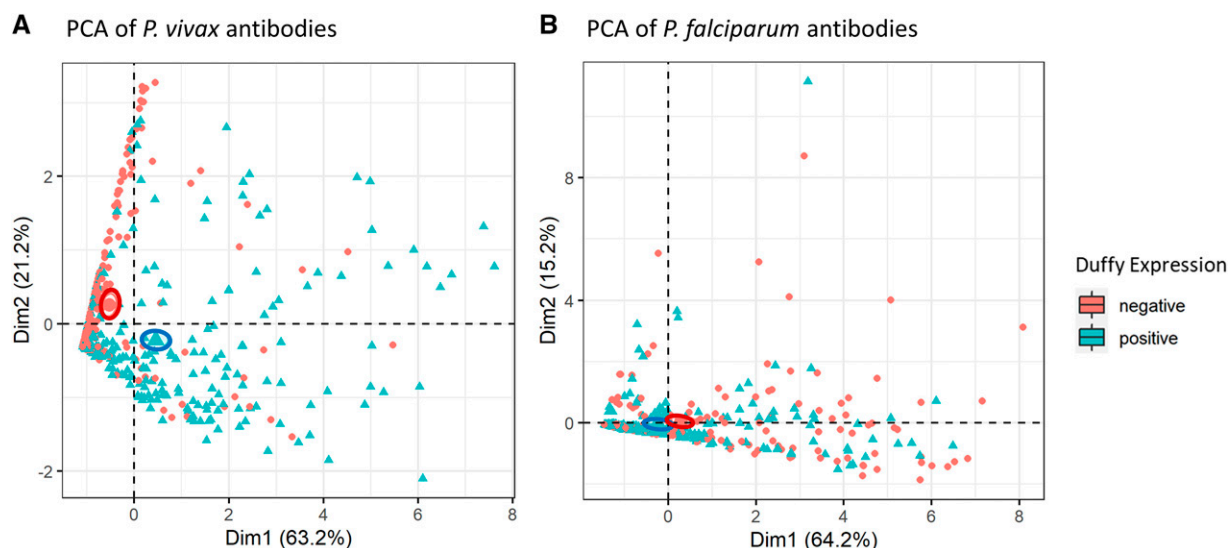 A PCA of P. vivax antibodies
2
0
-2
Dim2 (21.2%)
0 2 4 6 8
Dim1 (63.2%)
B PCA of P. falciparum antibodies
8
4
0
Dim2 (15.2%)
0 2 4 6 8
Dim1 (64.2%)
Duffy Expression
negative
positive